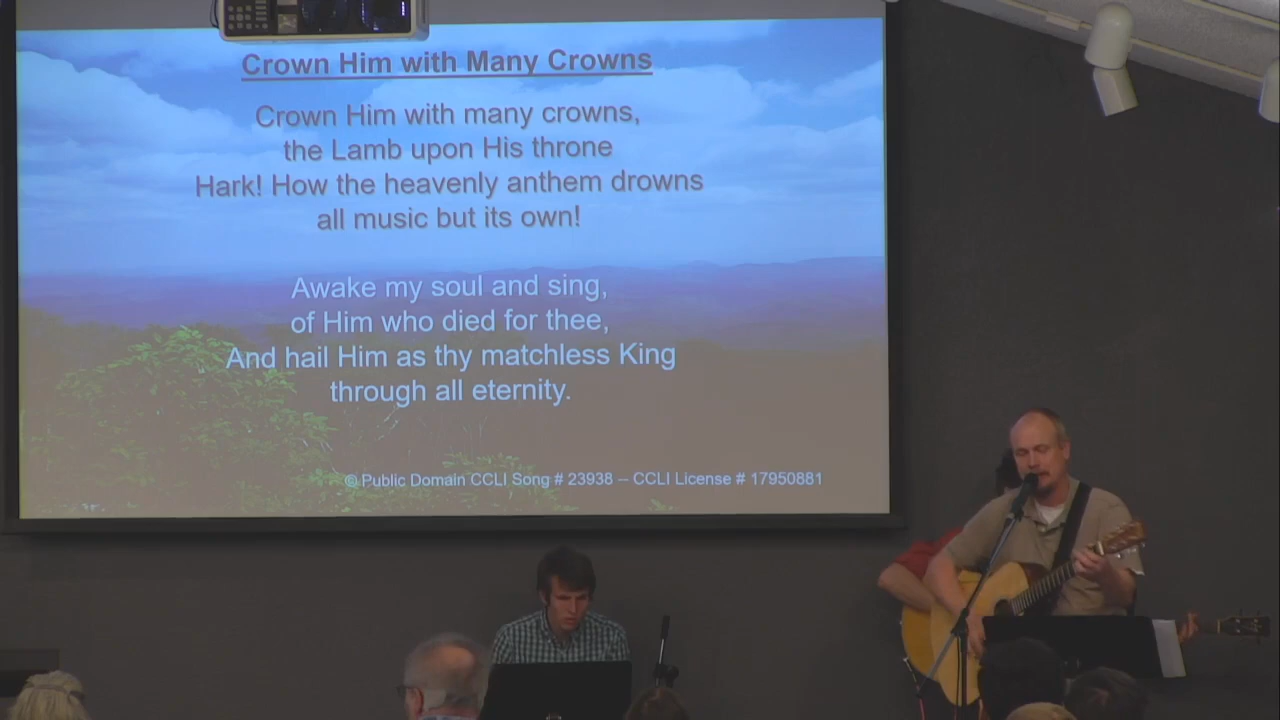 Crown Him with Many Crowns
Crown Him with many crowns,
the Lamb upon His throne
Hark! How the heavenly anthem drowns
all music but its own!
Awake my soul and sing,
of Him who died for thee,
And hail Him as thy matchless King
through all eternity.
© Public Domain CCLI Song # 23938 -- CCLI License # 17950881